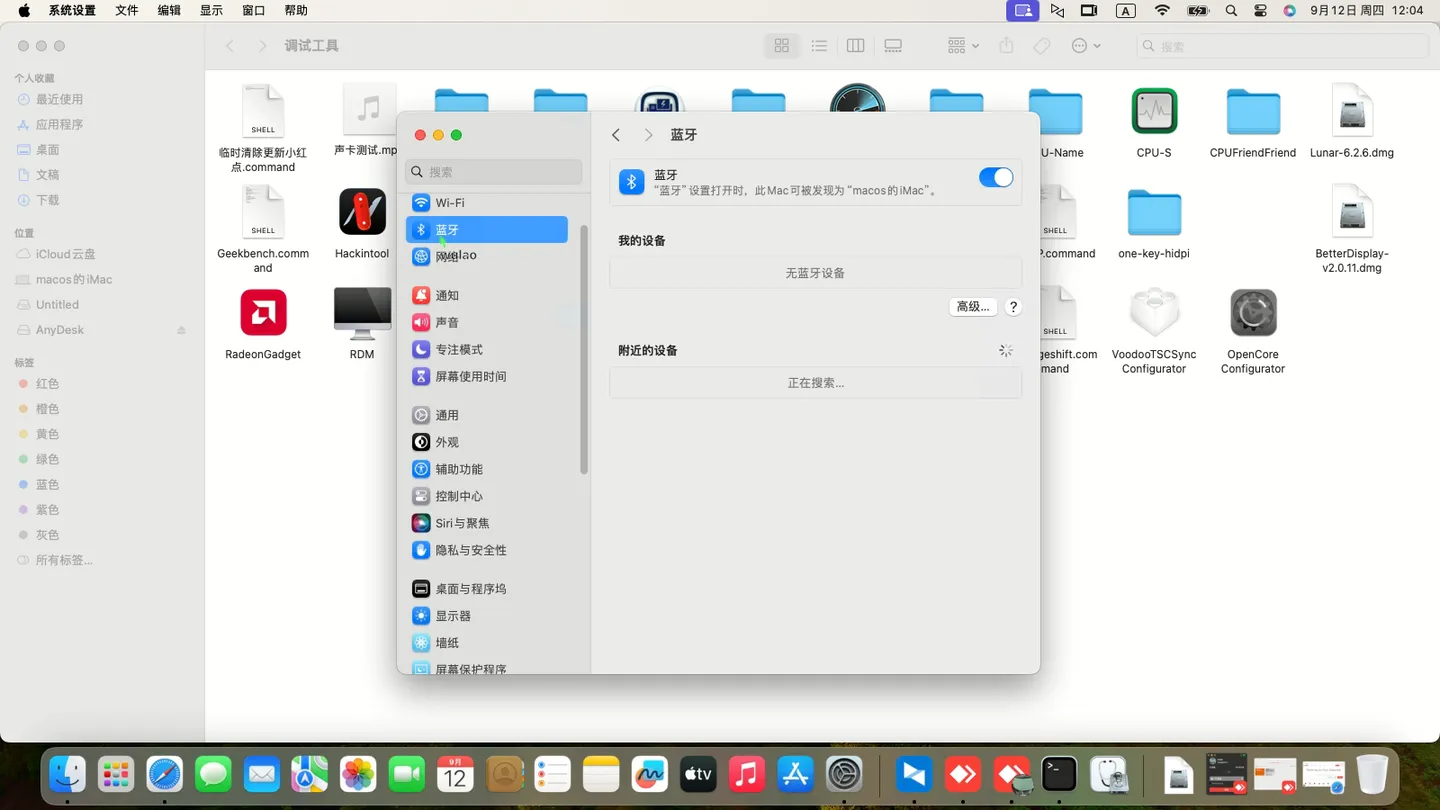 系统设置 文件 编辑 显示 窗口 帮助
A
9月12日 周四 12:04
调试工具
搜索
个人收藏
最近使用
应用程序
桌面
文稿
下载
位置
iCloud云盘
macos的iMac
Untitled
AnyDesk
标签
红色
橙色
黄色
绿色
蓝色
紫色
灰色
所有标签...
SHELL
临时清除更新小红
点.command
声卡测试.mp
U-Name
CPU-S
CPUFriendFriend
Lunar-6.2.6.dmg
SHELL
Geekbench.comm
and
Hackintool
SHELL
P.command
one-key-hidpi
BetterDisplay-
v2.0.11.dmg
RadeonGadget
RDM
SHELL
geshift.com
mand
VoodooTSCSync
Configurator
OpenCore
Configurator
搜索
Wi-Fi
蓝牙
网络
通知
声音
专注模式
屏幕使用时间
通用
外观
辅助功能
控制中心
Siri与聚焦
隐私与安全性
桌面与程序坞
显示器
墙纸
屏幕保护程序
蓝牙
蓝牙
“蓝牙”设置打开时，此Mac可被发现为“macos的iMac”。
我的设备
无蓝牙设备
高级...
?
附近的设备
正在搜索...
9月
12
tv